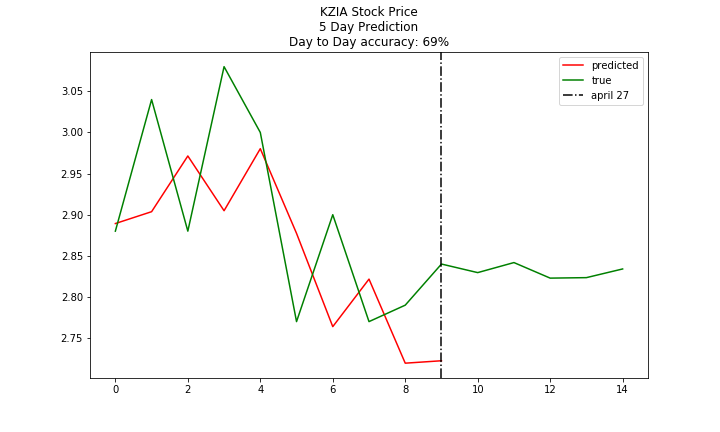 KZIA Stock Price
5 Day Prediction
Day to Day accuracy: 69%
predicted
true
april 27
3.05
3.00
2.95
2.90
2.85
2.80
2.75
0 2 4 6 8 10 12 14